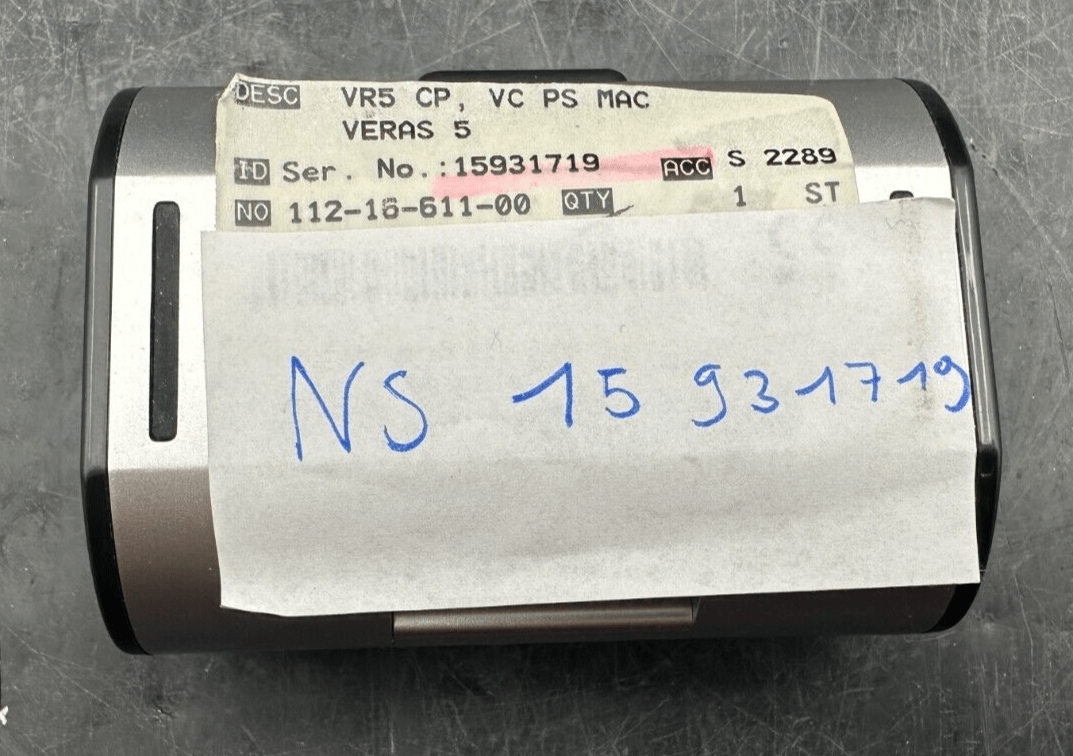 DESC VR5 CP, VC PS MAC
VERAS 5
ID Ser. No.:15931719 ACC S 2289
NO 112-16-611-00 QTY 1 ST
NS 15 931719